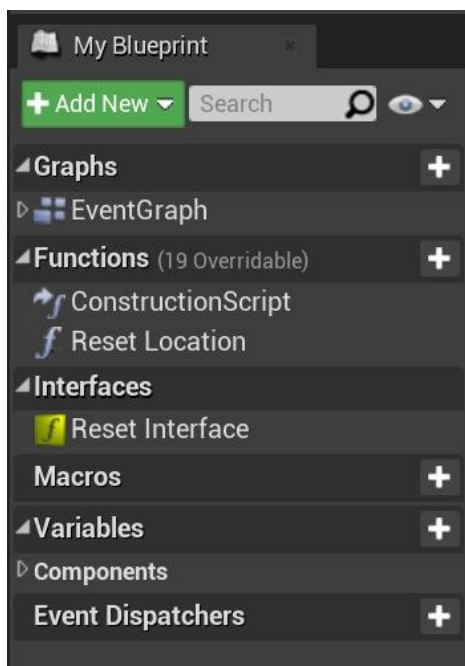 My Blueprint
Add New Search
Graphs
EventGraph
Functions (19 Overridable)
ConstructionScript
Reset Location
Interfaces
Reset Interface
Macros
Variables
Components
Event Dispatchers